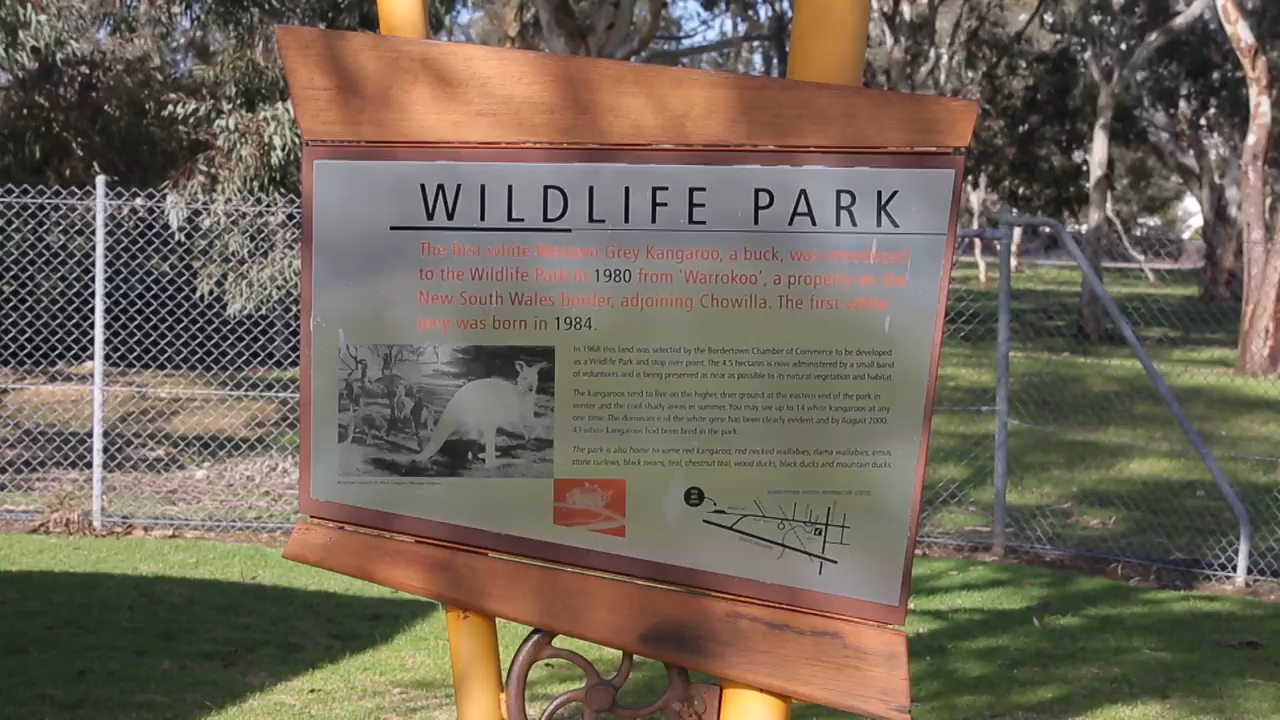 WILDLIFE PARK
The first white Western Grey Kangaroo, a buck, was introduced
to the Wildlife Park in 1980 from 'Warrokoo', a property on the
New South Wales border, adjoining Chowilla. The first white
joey was born in 1984.
In 1968 this land was selected by the Bordertown Chamber of Commerce to be developed
as a Wildlife Park and stop over point. The 4.5 hectares is now administered by a small band
of volunteers and is being preserved as near as possible to its natural vegetation and habitat.
The kangaroos tend to live on the higher, drier ground at the eastern end of the park in
winter and the cool shady areas in summer. You may see up to 14 white kangaroos at any
one time. The dominance of the white gene has been clearly evident and by August 2000,
43 white kangaroos had been bred in the park.
The park is also home to some red kangaroo, red necked wallabies, dama wallabies, emus,
stone curlews, black swans, teal, chestnut teal, wood ducks, black ducks and mountain ducks.
INFORMATION CENTRE